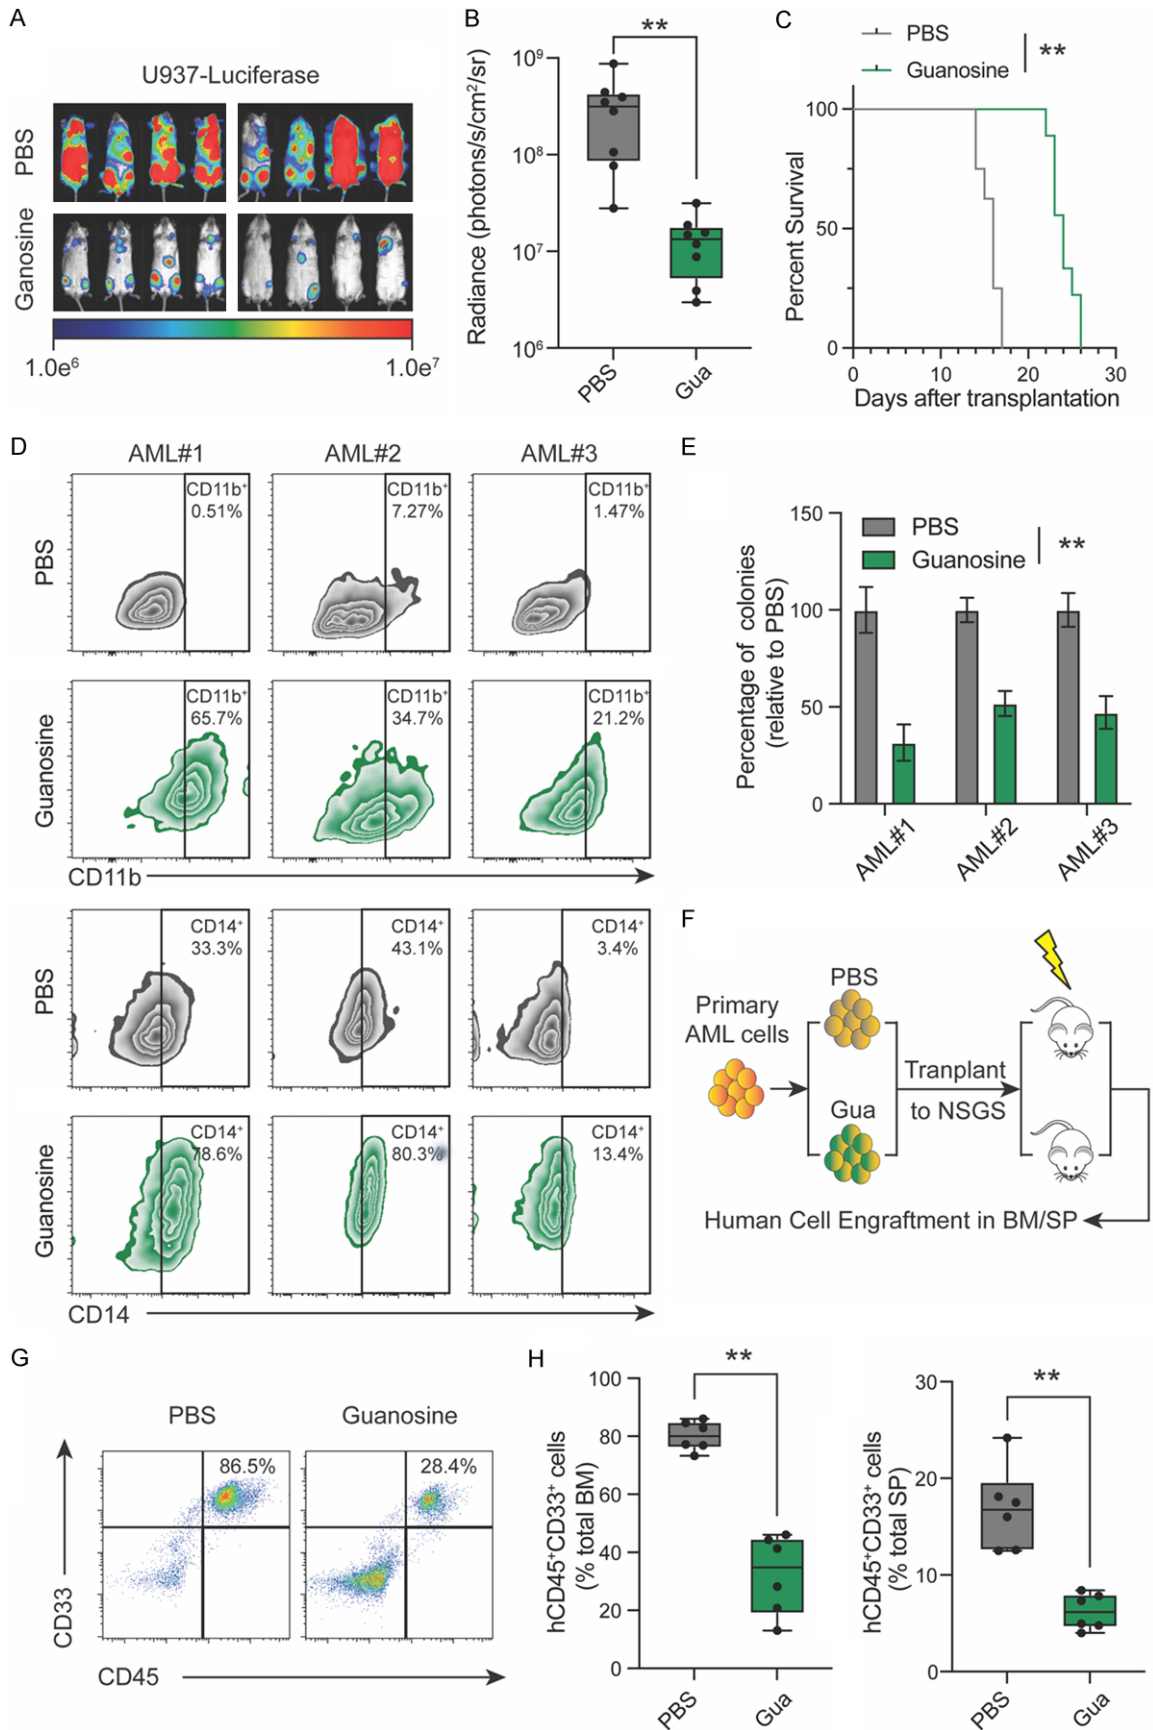 A
U937-Luciferase
PBS
Ganosine
1.0e⁶
1.0e⁷
B
**
Radiance (photons/s/cm²/sr)
10⁹
10⁸
10⁷
10⁶
PBS
Gua
C
PBS
Guanosine
**
Percent Survival
100
50
0
0
10
20
30
Days after transplantation
D
AML#1
AML#2
AML#3
PBS
CD11b⁺
0.51%
CD11b⁺
7.27%
CD11b⁺
1.47%
Guanosine
CD11b⁺
65.7%
CD11b⁺
34.7%
CD11b⁺
21.2%
CD11b
PBS
CD14⁺
33.3%
CD14⁺
43.1%
CD14⁺
3.4%
Guanosine
CD14⁺
78.6%
CD14⁺
80.3%
CD14⁺
13.4%
CD14
E
PBS
Guanosine
**
Percentage of colonies
(relative to PBS)
150
100
50
0
AML#1
AML#2
AML#3
F
Primary
AML cells
PBS
Gua
Tranplant
to NSGS
Human Cell Engraftment in BM/SP
G
PBS
Guanosine
86.5%
28.4%
CD33
CD45
H
**
hCD45⁺CD33⁺ cells
(% total BM)
100
80
60
40
20
0
PBS
Gua
**
hCD45⁺CD33⁺ cells
(% total SP)
30
20
10
0
PBS
Gua